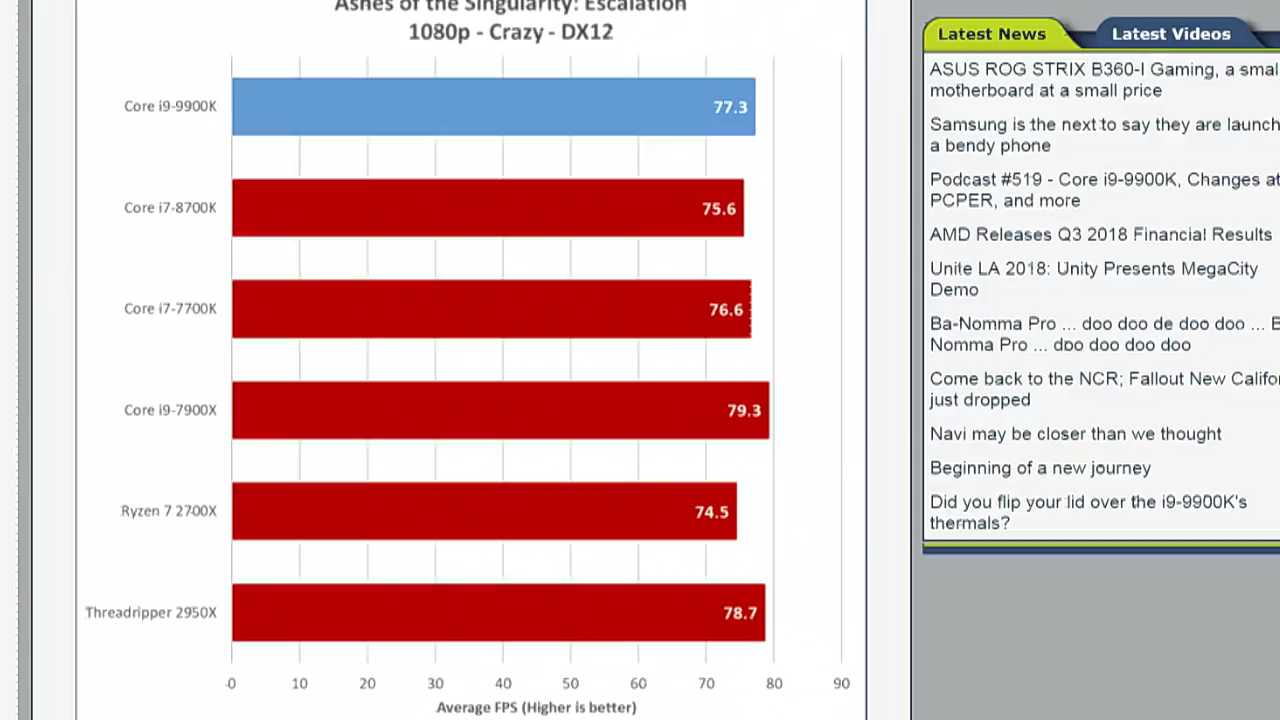 Ashes of the Singularity: Escalation
1080p - Crazy - DX12
Core i9-9900K
77.3
Core i7-8700K
75.6
Core i7-7700K
76.6
Core i9-7900X
79.3
Ryzen 7 2700X
74.5
Threadripper 2950X
78.7
-0 10 20 30 40 50 60 70 80 90
Average FPS (Higher is better)
Latest News
Latest Videos
ASUS ROG STRIX B360-I Gaming, a smal
motherboard at a small price
Samsung is the next to say they are launch
a bendy phone
Podcast #519 - Core i9-9900K, Changes at
PCPER, and more
AMD Releases Q3 2018 Financial Results
Unite LA 2018: Unity Presents MegaCity
Demo
Ba-Nomma Pro ... doo doo de doo doo ... B
Nomma Pro ... doo doo doo doo
Come back to the NCR; Fallout New Califo
just dropped
Navi may be closer than we thought
Beginning of a new journey
Did you flip your lid over the i9-9900K's
thermals?